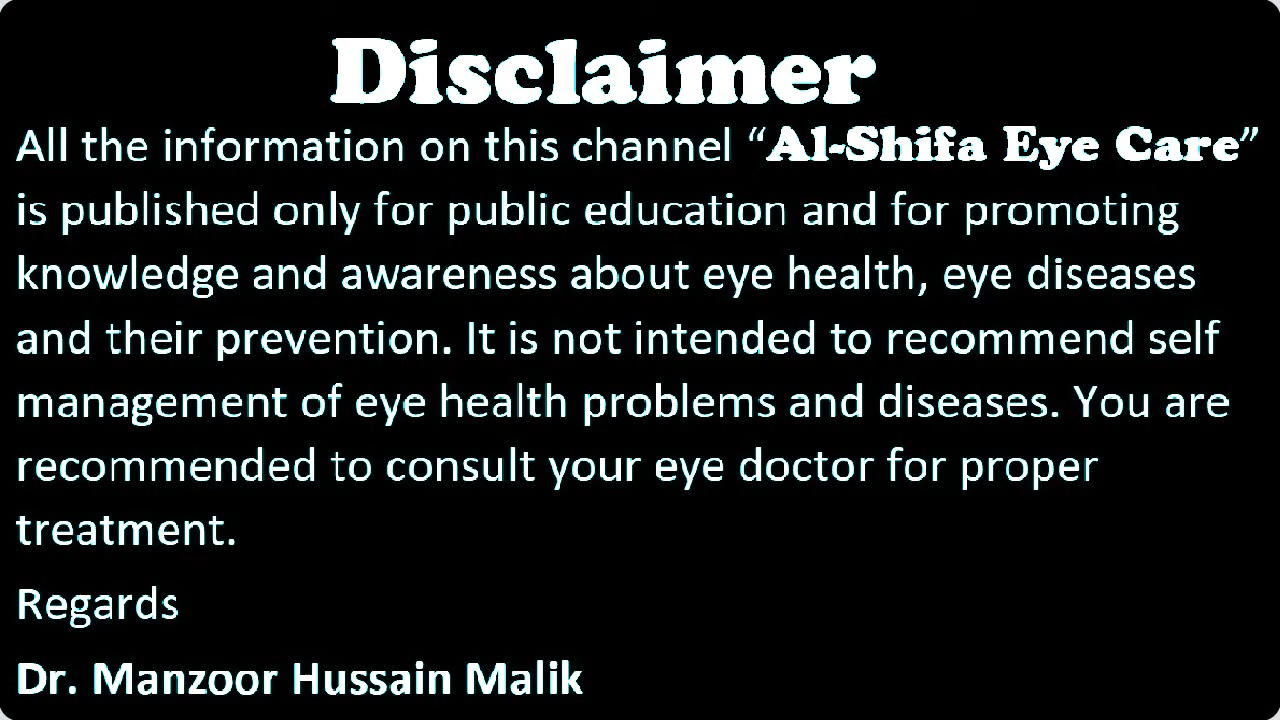 Disclaimer
All the information on this channel “Al-Shifa Eye Care”
is published only for public education and for promoting
knowledge and awareness about eye health, eye diseases
and their prevention. It is not intended to recommend self
management of eye health problems and diseases. You are
recommended to consult your eye doctor for proper
treatment.
Regards
Dr. Manzoor Hussain Malik